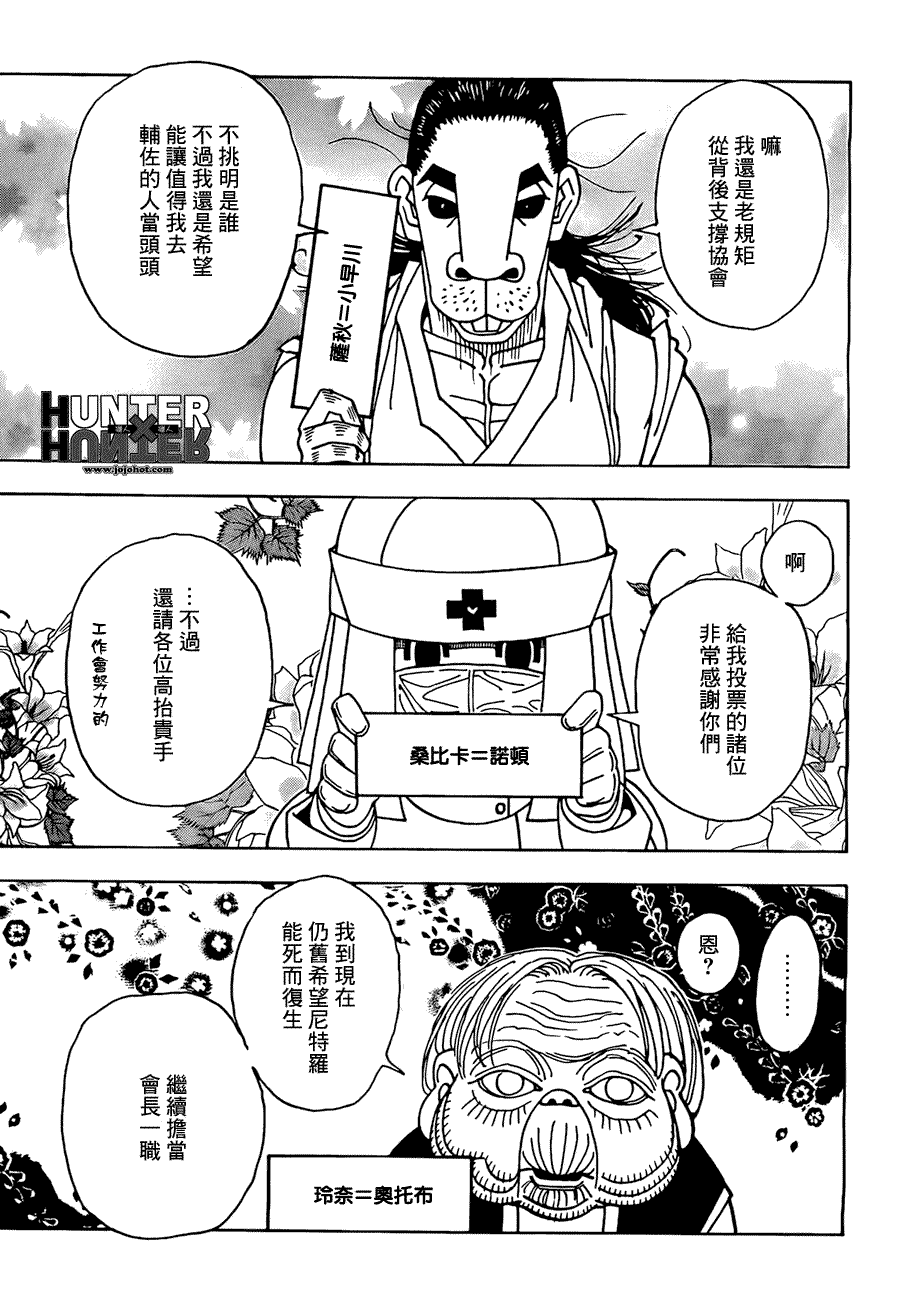 嘛
我還是老規矩
從背後支撐協會
不挑明是誰
不過我還是希望
能讓值得我去
輔佐的人當頭頭
薩秋＝小早川
HUNTER
×
HUNTER
www.jojohot.com
啊
給我投票的諸位
非常感謝你們
…不過
還請各位高抬貴手
工作會努力的
桑比卡＝諾頓
………
恩?
我到現在
仍舊希望尼特羅
能死而復生
繼續擔當
會長一職
玲奈＝奧托布